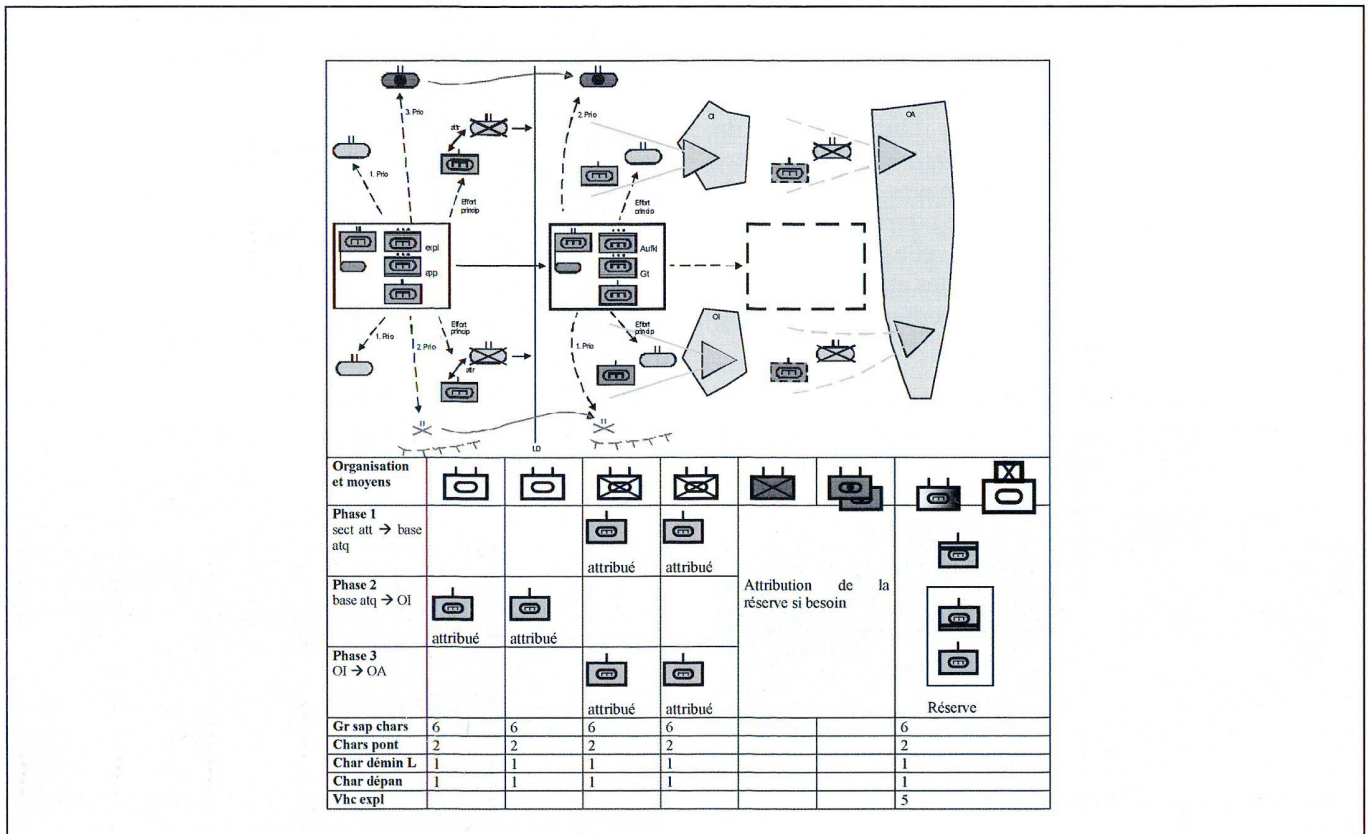 3. Prio
attr
2. Prio
OI
OA
1. Prio
Effort
princip
Effort
princip
expl
app
Aufkl
Gt
1. Prio
2. Prio
Effort
princip
attr
1. Prio
Effort
princip
OI
LD
Organisation
et moyens
Phase 1
sect att → base
atq
attribué attribué
Phase 2
base atq → OI
attribué attribué
Attribution de la
réserve si besoin
Phase 3
OI → OA
attribué attribué
Réserve
Gr sap chars 6 6 6 6 6
Chars pont 2 2 2 2 2
Char démin L 1 1 1 1 1
Char dépan 1 1 1 1 1
Vhc expl 5